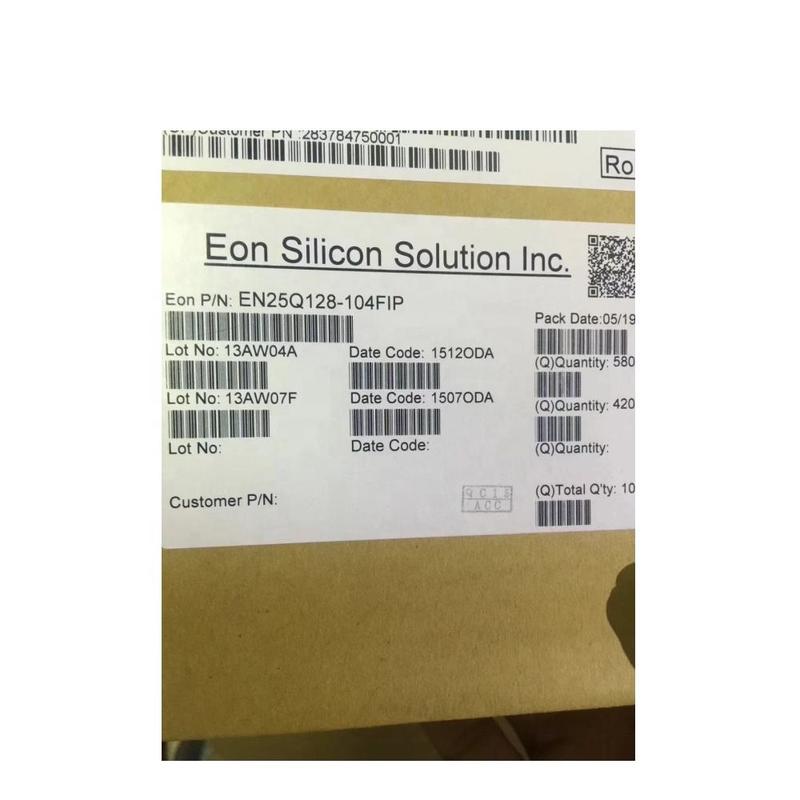 Customer PN :283784750001
Ro
Eon Silicon Solution Inc.
Eon P/N: EN25Q128-104FIP
Pack Date:05/19
Lot No: 13AW04A
Date Code: 1512ODA
(Q)Quantity: 580
Lot No: 13AW07F
Date Code: 1507ODA
(Q)Quantity: 420
Lot No:
Date Code:
(Q)Quantity:
Customer P/N:
ACC
(Q)Total Q'ty: 10